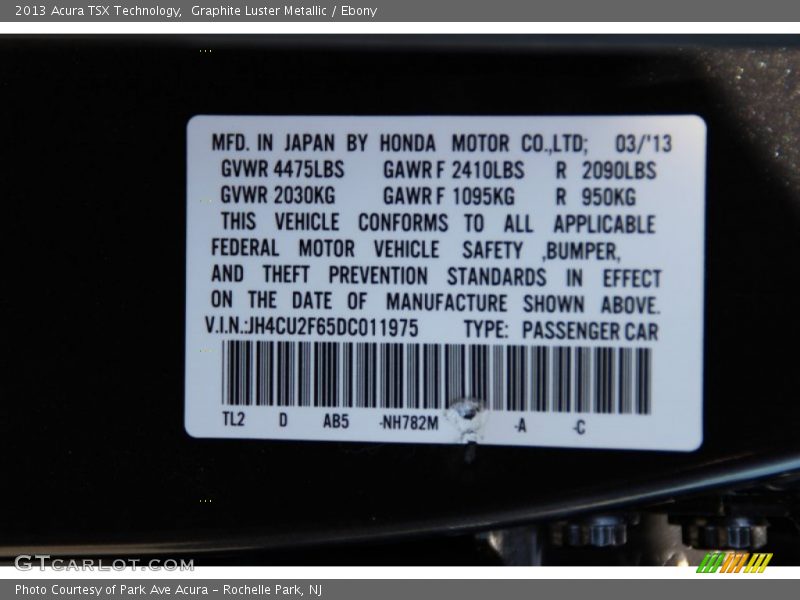 2013 Acura TSX Technology,  Graphite Luster Metallic / Ebony
MFD. IN JAPAN BY HONDA MOTOR CO.,LTD; 03/'13
GVWR 4475LBS GAWR F 2410LBS R 2090LBS
GVWR 2030KG GAWR F 1095KG R 950KG
THIS VEHICLE CONFORMS TO ALL APPLICABLE
FEDERAL MOTOR VEHICLE SAFETY ,BUMPER,
AND THEFT PREVENTION STANDARDS IN EFFECT
ON THE DATE OF MANUFACTURE SHOWN ABOVE.
V.I.N.:JH4CU2F65DC011975 TYPE: PASSENGER CAR
TL2 D AB5 -NH782M -A -C
GTCARLOT.COM
Photo Courtesy of Park Ave Acura - Rochelle Park, NJ